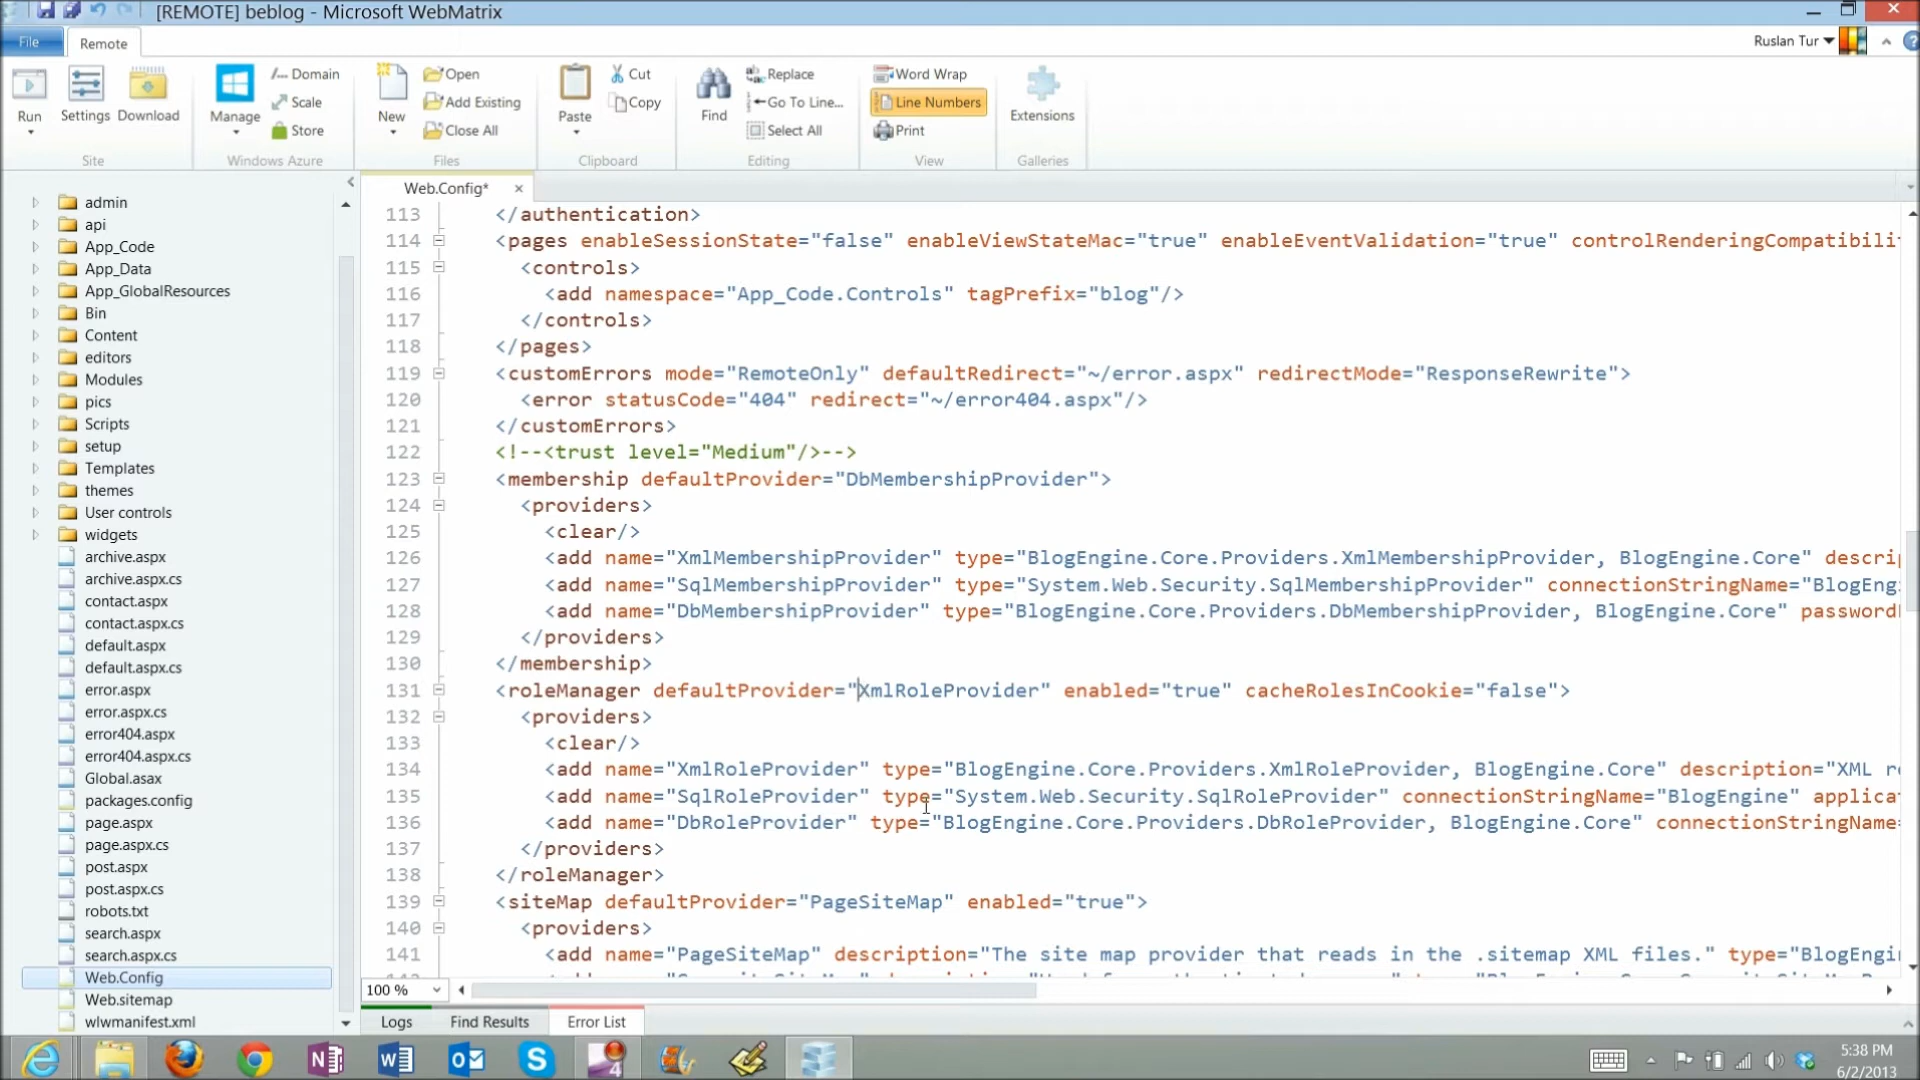 [REMOTE] beblog - Microsoft WebMatrix
File
Remote
Ruslan Tur
Run
Settings
Download
Site
Manage
Domain
Scale
Store
Windows Azure
New
Open
Add Existing
Close All
Files
Paste
Cut
Copy
Clipboard
Find
Replace
Go To Line...
Select All
Editing
Word Wrap
Line Numbers
Print
View
Extensions
Galleries
admin
api
App_Code
App_Data
App_GlobalResources
Bin
Content
editors
Modules
pics
Scripts
setup
Templates
themes
User controls
widgets
archive.aspx
archive.aspx.cs
contact.aspx
contact.aspx.cs
default.aspx
default.aspx.cs
error.aspx
error.aspx.cs
error404.aspx
error404.aspx.cs
Global.asax
packages.config
page.aspx
page.aspx.cs
post.aspx
post.aspx.cs
robots.txt
search.aspx
search.aspx.cs
Web.Config
Web.sitemap
wlwmanifest.xml
Web.Config*
113 </authentication>
114 <pages enableSessionState="false" enableViewStateMac="true" enableEventValidation="true" controlRenderingCompatibili
115 <controls>
116 <add namespace="App_Code.Controls" tagPrefix="blog"/>
117 </controls>
118 </pages>
119 <customErrors mode="RemoteOnly" defaultRedirect="~/error.aspx" redirectMode="ResponseRewrite">
120 <error statusCode="404" redirect="~/error404.aspx"/>
121 </customErrors>
122 <!--<trust level="Medium"/>-->
123 <membership defaultProvider="DbMembershipProvider">
124 <providers>
125 <clear/>
126 <add name="XmlMembershipProvider" type="BlogEngine.Core.Providers.XmlMembershipProvider, BlogEngine.Core" descrip
127 <add name="SqlMembershipProvider" type="System.Web.Security.SqlMembershipProvider" connectionStringName="BlogEng
128 <add name="DbMembershipProvider" type="BlogEngine.Core.Providers.DbMembershipProvider, BlogEngine.Core" password
129 </providers>
130 </membership>
131 <roleManager defaultProvider="XmlRoleProvider" enabled="true" cacheRolesInCookie="false">
132 <providers>
133 <clear/>
134 <add name="XmlRoleProvider" type="BlogEngine.Core.Providers.XmlRoleProvider, BlogEngine.Core" description="XML r
135 <add name="SqlRoleProvider" type="System.Web.Security.SqlRoleProvider" connectionStringName="BlogEngine" applica
136 <add name="DbRoleProvider" type="BlogEngine.Core.Providers.DbRoleProvider, BlogEngine.Core" connectionStringName=
137 </providers>
138 </roleManager>
139 <siteMap defaultProvider="PageSiteMap" enabled="true">
140 <providers>
141 <add name="PageSiteMap" description="The site map provider that reads in the .sitemap XML files." type="BlogEngi
100 %
Logs
Find Results
Error List
5:38 PM
6/2/2013